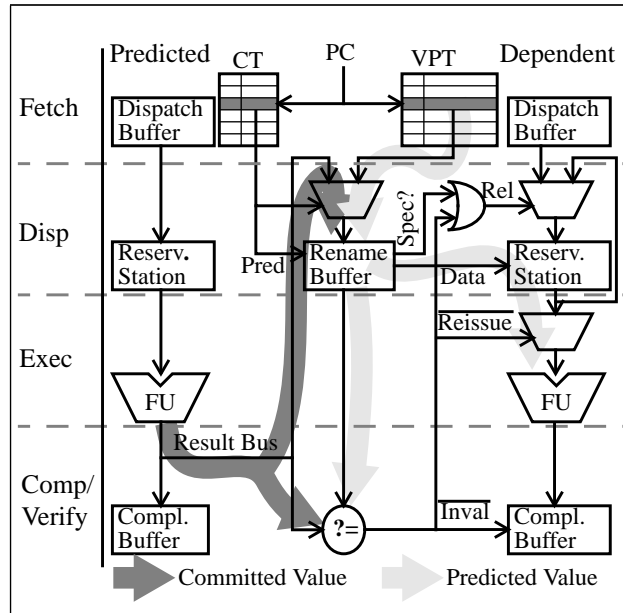 Predicted
CT
PC
VPT
Dependent
Fetch
Dispatch
Buffer
Dispatch
Buffer
Disp
Spec?
Rel
Pred
Reserv.
Station
Rename
Buffer
Data
Reserv.
Station
Exec
Reissue
FU
FU
Result Bus
Comp/
Verify
Compl.
Buffer
?=
Inval
Compl.
Buffer
Committed Value
Predicted Value